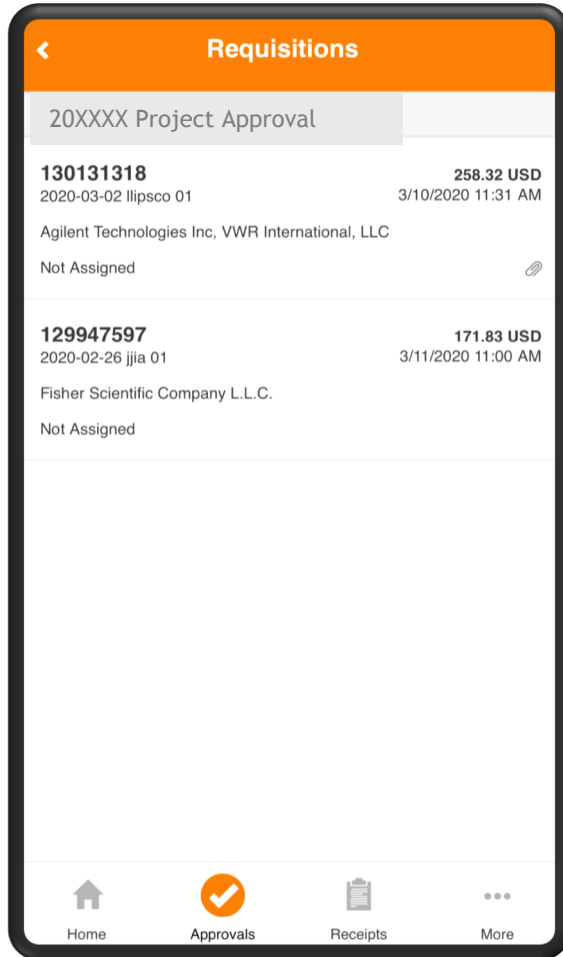 Requisitions
20XXXX Project Approval
130131318 258.32 USD
2020-03-02 llipsco 01 3/10/2020 11:31 AM
Agilent Technologies Inc, VWR International, LLC
Not Assigned
129947597 171.83 USD
2020-02-26 jjia 01 3/11/2020 11:00 AM
Fisher Scientific Company L.L.C.
Not Assigned
Home Approvals Receipts More